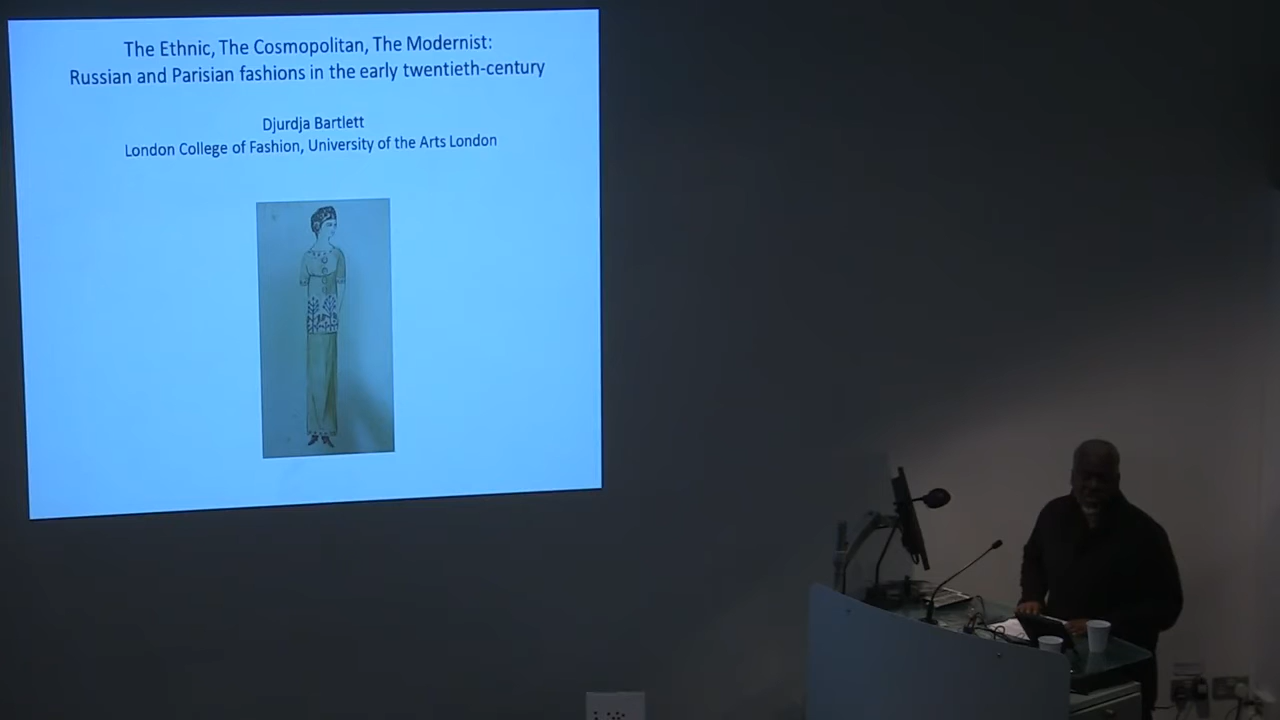 The Ethnic, The Cosmopolitan, The Modernist:
Russian and Parisian fashions in the early twentieth-century
Djurdja Bartlett
London College of Fashion, University of the Arts London